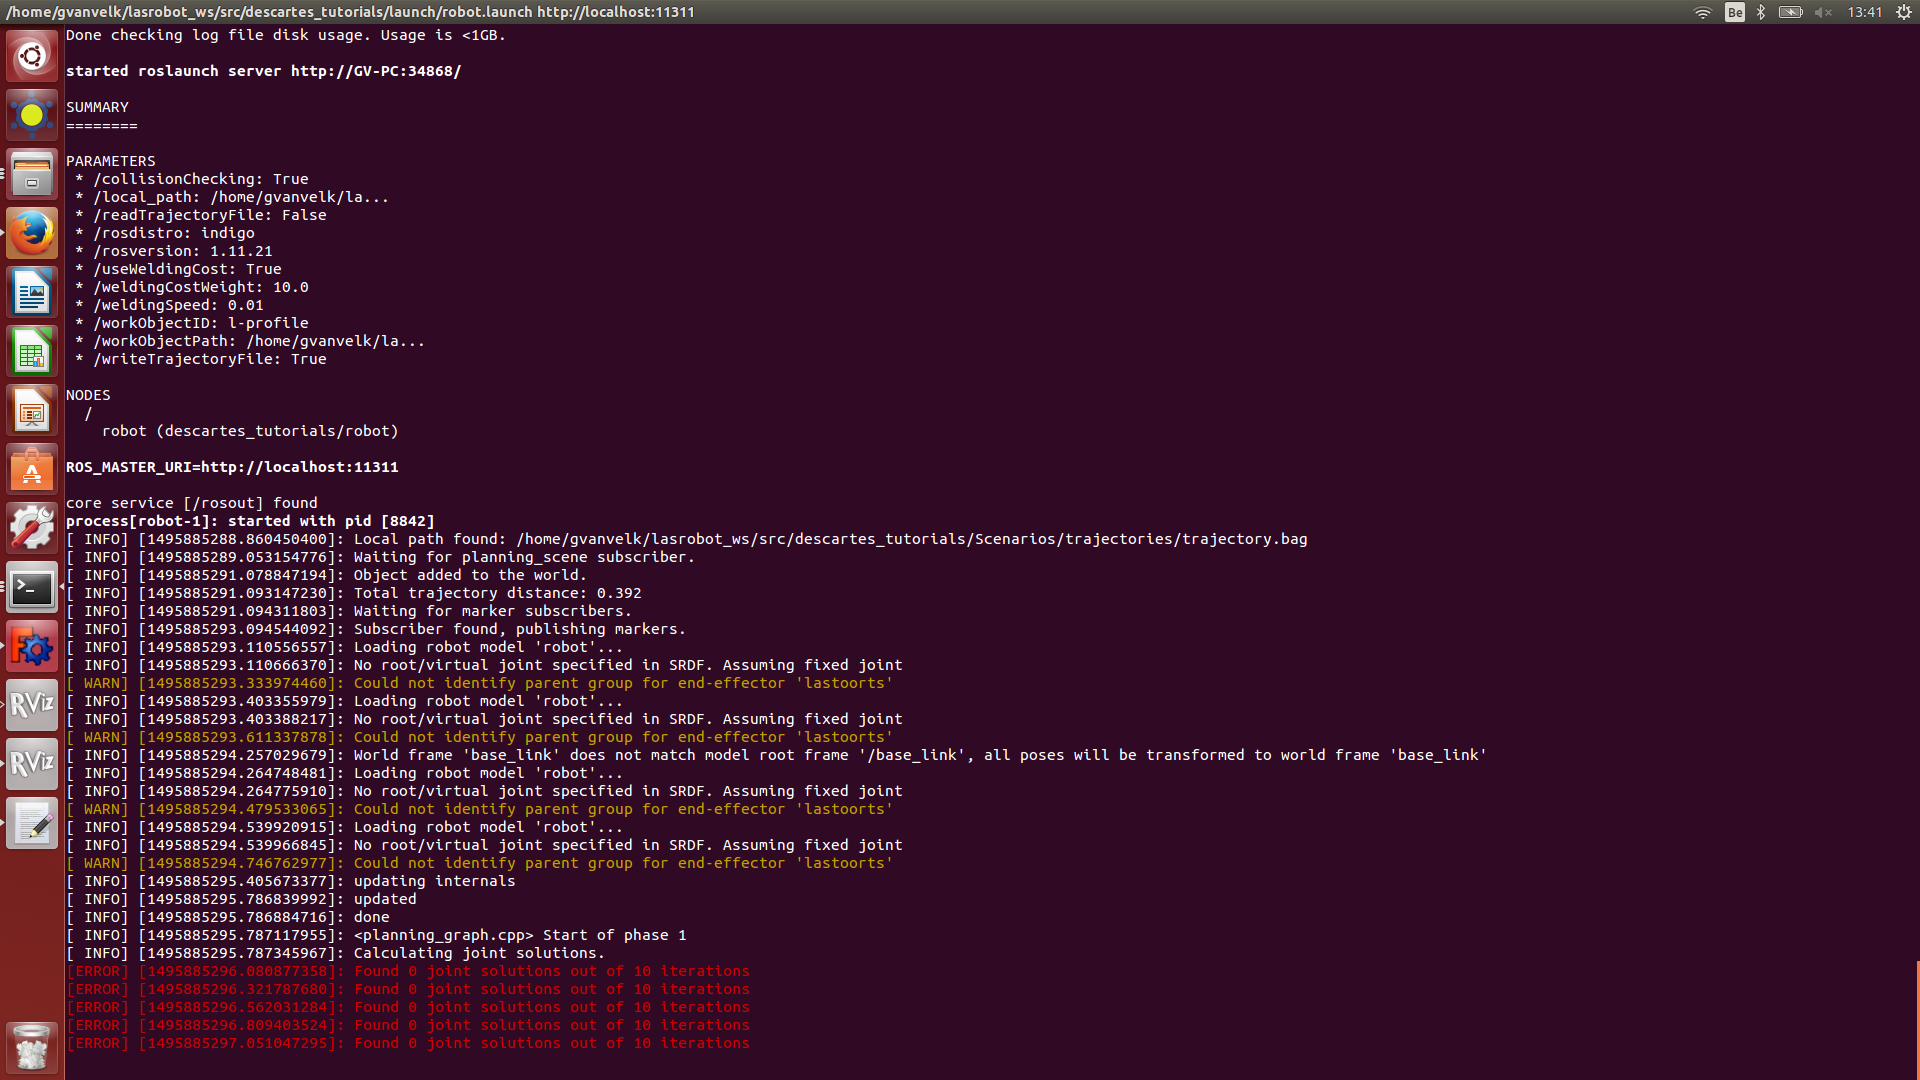 /home/gvanvelk/lasrobot_ws/src/descartes_tutorials/launch/robot.launch http://localhost:11311
Be
13:41
Done checking log file disk usage. Usage is <1GB.
started roslaunch server http://GV-PC:34868/
SUMMARY
========
PARAMETERS
* /collisionChecking: True
* /local_path: /home/gvanvelk/la...
* /readTrajectoryFile: False
* /rosdistro: indigo
* /rosversion: 1.11.21
* /useWeldingCost: True
* /weldingCostWeight: 10.0
* /weldingSpeed: 0.01
* /workObjectID: l-profile
* /workObjectPath: /home/gvanvelk/la...
* /writeTrajectoryFile: True
NODES
/
robot (descartes_tutorials/robot)
ROS_MASTER_URI=http://localhost:11311
core service [/rosout] found
process[robot-1]: started with pid [8842]
[ INFO] [1495885288.860450400]: Local path found: /home/gvanvelk/lasrobot_ws/src/descartes_tutorials/Scenarios/trajectories/trajectory.bag
[ INFO] [1495885289.053154776]: Waiting for planning_scene subscriber.
[ INFO] [1495885291.078847194]: Object added to the world.
[ INFO] [1495885291.093147230]: Total trajectory distance: 0.392
[ INFO] [1495885291.094311803]: Waiting for marker subscribers.
[ INFO] [1495885293.094544092]: Subscriber found, publishing markers.
[ INFO] [1495885293.110556557]: Loading robot model 'robot'...
[ INFO] [1495885293.110666370]: No root/virtual joint specified in SRDF. Assuming fixed joint
[ WARN] [1495885293.333974460]: Could not identify parent group for end-effector 'lastoorts'
[ INFO] [1495885293.403355979]: Loading robot model 'robot'...
[ INFO] [1495885293.403388217]: No root/virtual joint specified in SRDF. Assuming fixed joint
[ WARN] [1495885293.611337878]: Could not identify parent group for end-effector 'lastoorts'
[ INFO] [1495885294.257029679]: World frame 'base_link' does not match model root frame '/base_link', all poses will be transformed to world frame 'base_link'
[ INFO] [1495885294.264748481]: Loading robot model 'robot'...
[ INFO] [1495885294.264775910]: No root/virtual joint specified in SRDF. Assuming fixed joint
[ WARN] [1495885294.479533065]: Could not identify parent group for end-effector 'lastoorts'
[ INFO] [1495885294.539920915]: Loading robot model 'robot'...
[ INFO] [1495885294.539966845]: No root/virtual joint specified in SRDF. Assuming fixed joint
[ WARN] [1495885294.746762977]: Could not identify parent group for end-effector 'lastoorts'
[ INFO] [1495885295.405673377]: updating internals
[ INFO] [1495885295.786839992]: updated
[ INFO] [1495885295.786884716]: done
[ INFO] [1495885295.787117955]: <planning_graph.cpp> Start of phase 1
[ INFO] [1495885295.787345967]: Calculating joint solutions.
[ERROR] [1495885296.080877358]: Found 0 joint solutions out of 10 iterations
[ERROR] [1495885296.321787680]: Found 0 joint solutions out of 10 iterations
[ERROR] [1495885296.562031284]: Found 0 joint solutions out of 10 iterations
[ERROR] [1495885296.809403524]: Found 0 joint solutions out of 10 iterations
[ERROR] [1495885297.051047295]: Found 0 joint solutions out of 10 iterations
RViz
RViz